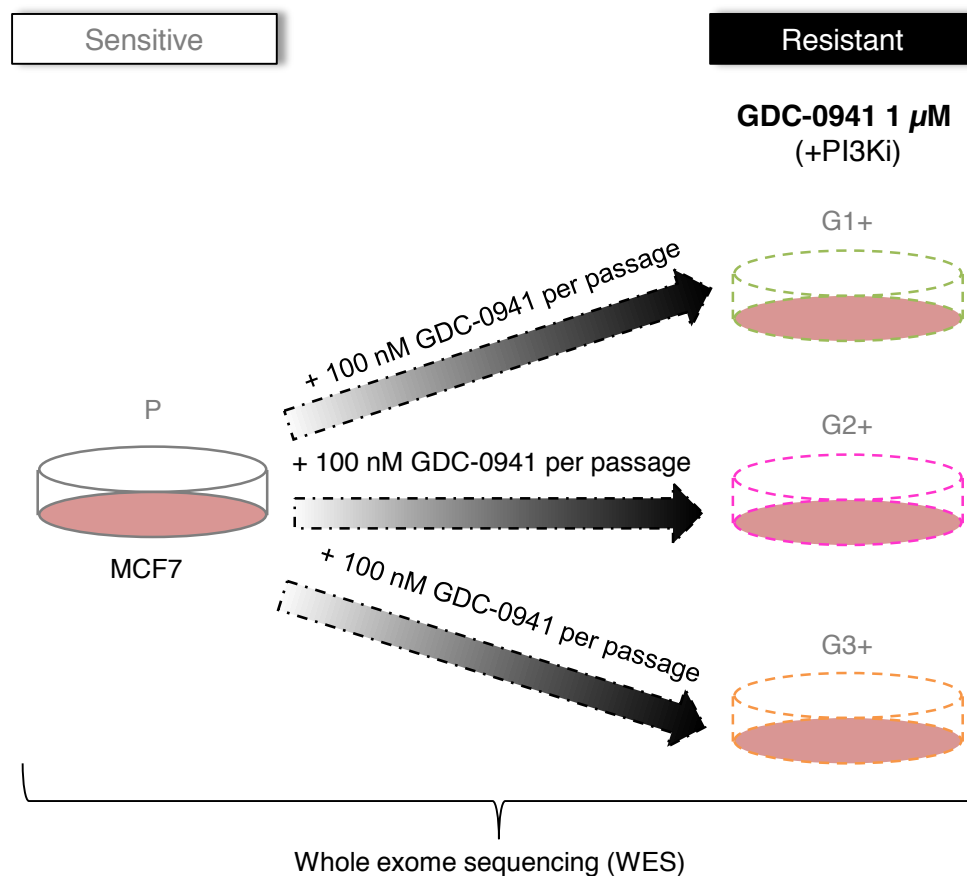 Sensitive
Resistant
GDC-0941 1 µM
(+PI3Ki)
G1+
+ 100 nM GDC-0941 per passage
P
G2+
+ 100 nM GDC-0941 per passage
MCF7
+ 100 nM GDC-0941 per passage
G3+
Whole exome sequencing (WES)